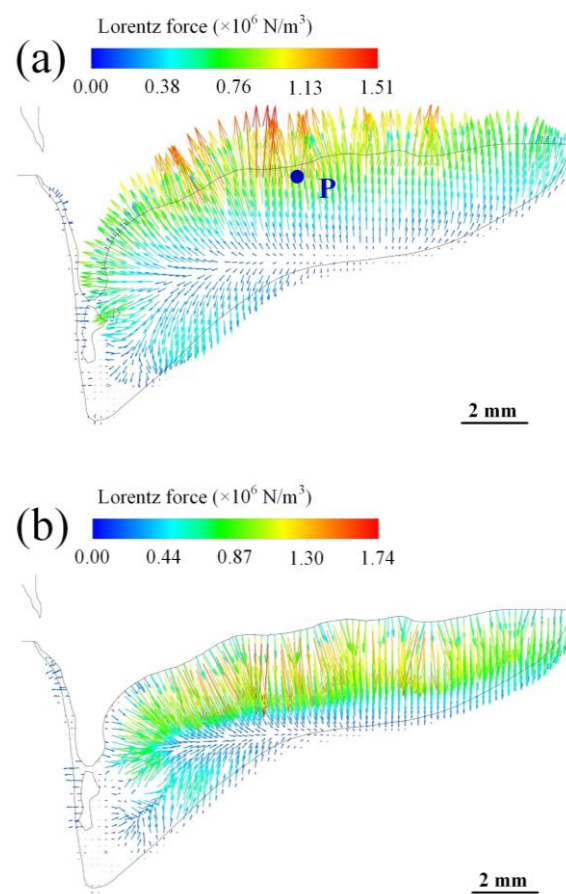 Lorentz force (×10⁶ N/m³)
(a)
0.00 0.38 0.76 1.13 1.51
P
2 mm
Lorentz force (×10⁶ N/m³)
(b)
0.00 0.44 0.87 1.30 1.74
2 mm